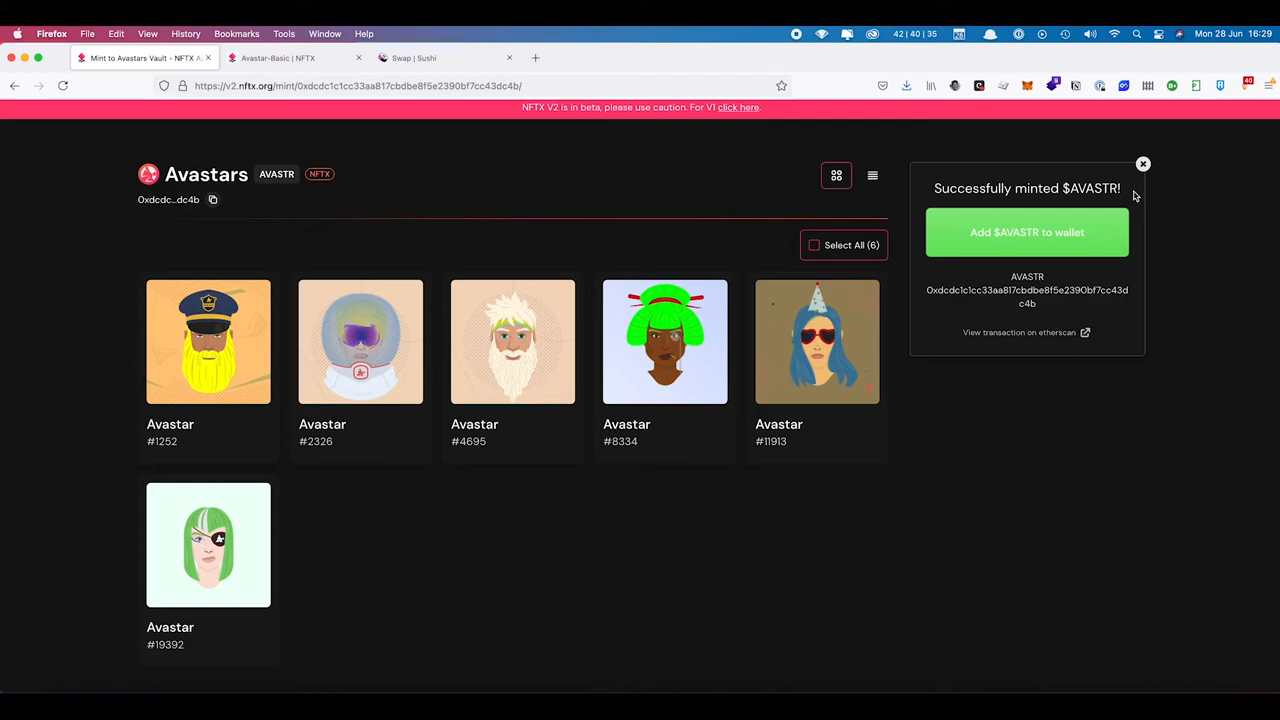 Firefox File Edit View History Bookmarks Tools Window Help 42 | 40 | 35 28 Mon 28 Jun 16:29
Mint to Avastars Vault - NFTX A
Avastar-Basic | NFTX
Swap | Sushi
https://v2.nftx.org/mint/0xdcdc1c1cc33aa817cbdbe8f5e2390bf7cc43dc4b/
9
40
NFTX V2 is in beta, please use caution. For V1 click here.
Avastars AVASTR NFTX
0xdcdc...dc4b
Select All (6)
Successfully minted $AVASTR!
Add $AVASTR to wallet
AVASTR
0xdcdc1c1cc33aa817cbdbe8f5e2390bf7cc43d
c4b
View transaction on etherscan
Avastar
#1252
Avastar
#2326
Avastar
#4695
Avastar
#8334
Avastar
#11913
Avastar
#19392